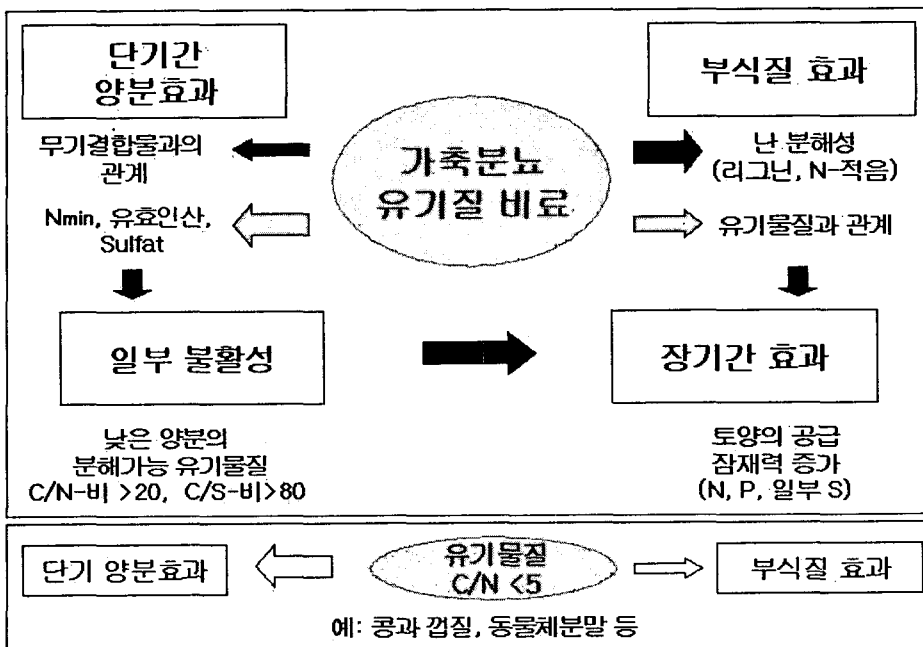 단기간
양분효과
무기결합물과의
관계
Nmin, 유효인산,
Sulfat
가축분뇨
유기질 비료
부식질 효과
난 분해성
(리그닌, N-적음)
유기물질과 관계
일부 불활성
장기간 효과
낮은 양분의
분해가능 유기물질
C/N-비 >20, C/S-비>80
토양의 공급
잠재력 증가
(N, P, 일부 S)
단기 양분효과
유기물질
C/N <5
부식질 효과
예: 콩과 껍질, 동물체분말 등